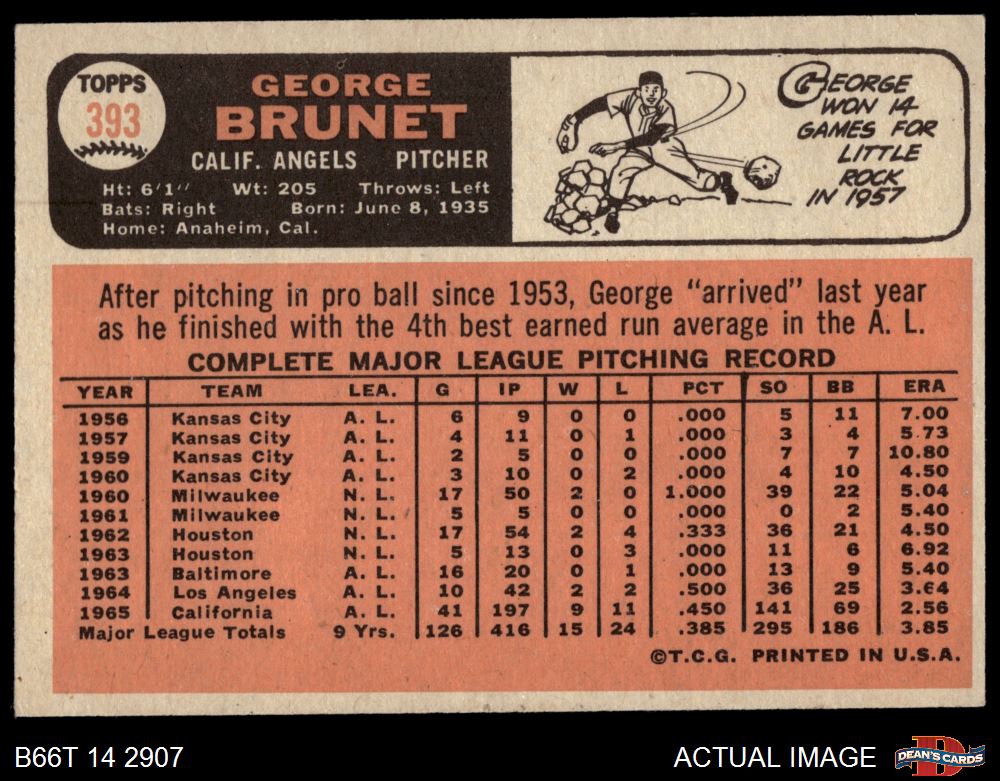 TOPPS
393
GEORGE
BRUNET
CALIF. ANGELS PITCHER
Ht: 6'1" Wt: 205 Throws: Left
Bats: Right Born: June 8, 1935
Home: Anaheim, Cal.
GEORGE
WON 14
GAMES FOR
LITTLE
ROCK
IN 1957
After pitching in pro ball since 1953, George "arrived" last year
as he finished with the 4th best earned run average in the A. L.
COMPLETE MAJOR LEAGUE PITCHING RECORD
YEAR TEAM LEA. G IP W L PCT SO BB ERA
1956 Kansas City A. L. 6 9 0 0 .000 5 11 7.00
1957 Kansas City A. L. 4 11 0 1 .000 3 4 5.73
1959 Kansas City A. L. 2 5 0 0 .000 7 7 10.80
1960 Kansas City A. L. 3 10 0 2 .000 4 10 4.50
1960 Milwaukee N. L. 17 50 2 0 1.000 39 22 5.04
1961 Milwaukee N. L. 5 5 0 0 .000 0 2 5.40
1962 Houston N. L. 17 54 2 4 .333 36 21 4.50
1963 Houston N. L. 5 13 0 3 .000 11 6 6.92
1963 Baltimore A. L. 16 20 0 1 .000 13 9 5.40
1964 Los Angeles A. L. 10 42 2 2 .500 36 25 3.64
1965 California A. L. 41 197 9 11 .450 141 69 2.56
Major League Totals 9 Yrs. 126 416 15 24 .385 295 186 3.85
©T.C.G. PRINTED IN U.S.A.
B66T 14 2907
ACTUAL IMAGE
D
DEAN'S CARDS